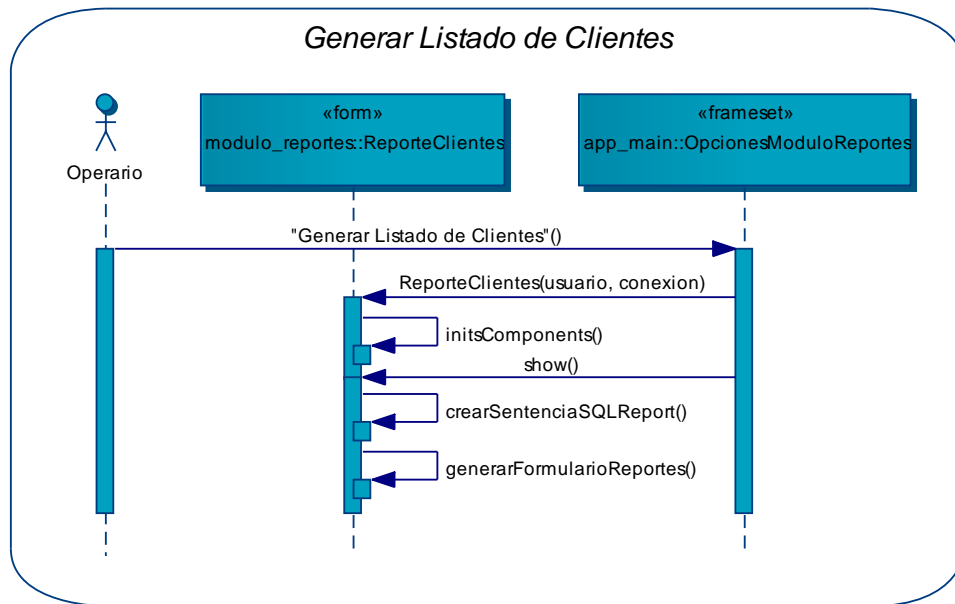 Generar Listado de Clientes
«form»
modulo_reportes::ReporteClientes
«frameset»
app_main::OpcionesModuloReportes
Operario
"Generar Listado de Clientes"()
ReporteClientes(usuario, conexion)
initsComponents()
show()
crearSentenciaSQLReport()
generarFormularioReportes()